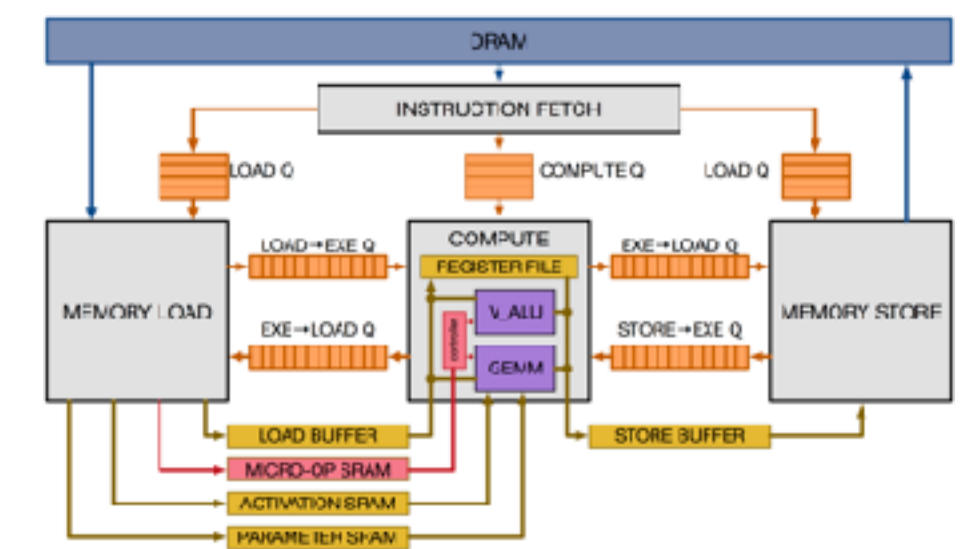 DRAM
INSTRUCTION FETCH
LOAD Q
COMPUTE Q
LOAD Q
LOAD→EXE Q
COMPUTE
EXE→LOAD Q
REGISTER FILE
MEMORY LOAD
V_ALU
MEMORY STORE
EXE→LOAD Q
controller
STORE→EXE Q
GEMM
LOAD BUFFER
STORE BUFFER
MICRO-OP SRAM
ACTIVATION SRAM
PARAMETER SRAM